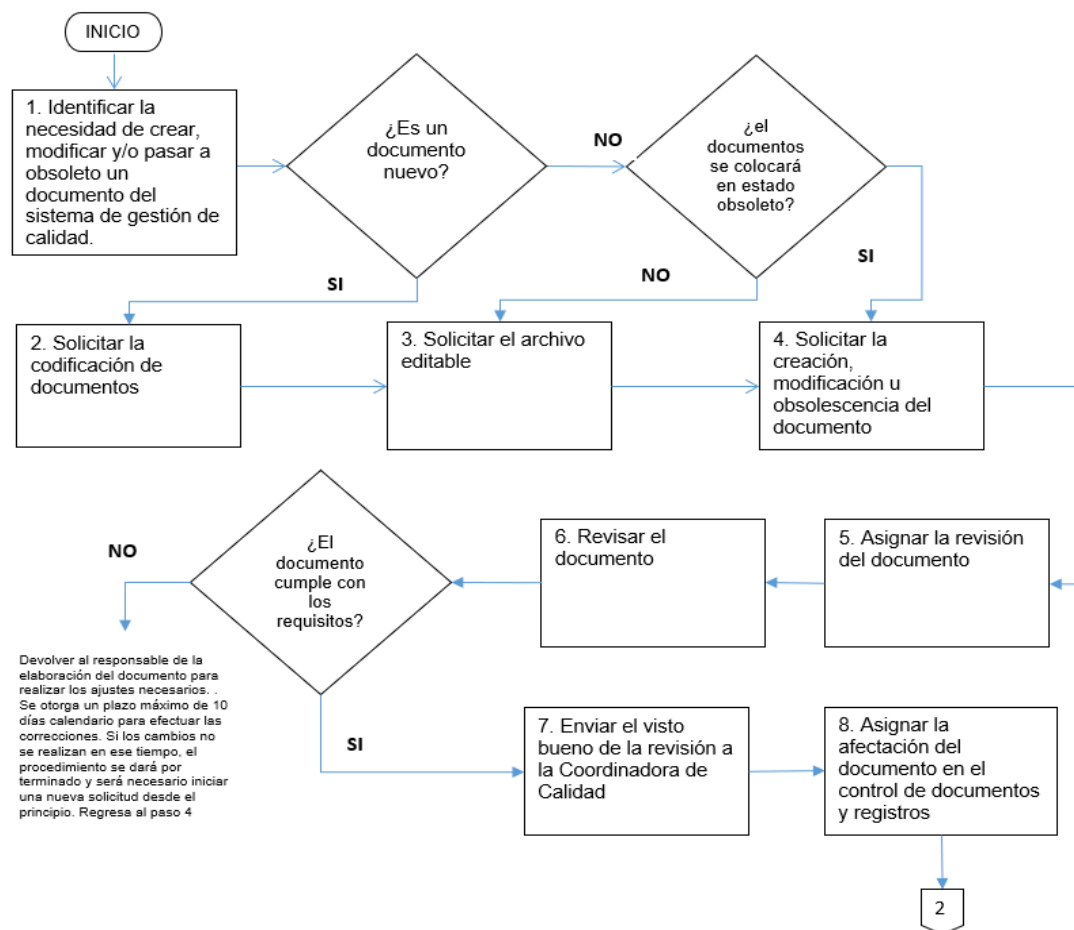 INICIO
1. Identificar la
necesidad de crear,
modificar y/o pasar a
obsoleto un
documento del
sistema de gestión de
calidad.
¿Es un
documento
nuevo?
NO
¿el
documentos
se colocará
en estado
obsoleto?
SI
NO
SI
2. Solicitar la
codificación de
documentos
3. Solicitar el archivo
editable
4. Solicitar la
creación,
modificación u
obsolescencia del
documento
5. Asignar la revisión
del documento
6. Revisar el
documento
¿El
documento
cumple con
los
requisitos?
NO
Devolver al responsable de la
elaboración del documento para
realizar los ajustes necesarios. .
Se otorga un plazo máximo de 10
días calendario para efectuar las
correcciones. Si los cambios no
se realizan en ese tiempo, el
procedimiento se dará por
terminado y será necesario iniciar
una nueva solicitud desde el
principio. Regresa al paso 4
SI
7. Enviar el visto
bueno de la revisión a
la Coordinadora de
Calidad
8. Asignar la
afectación del
documento en el
control de documentos
y registros
2